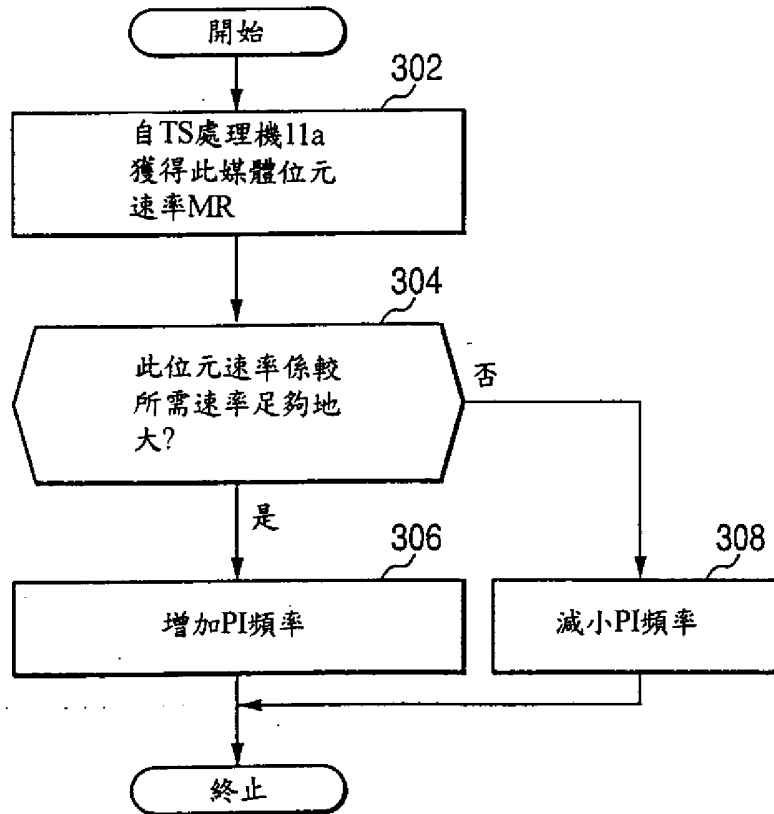 開始
302
自TS處理機11a
獲得此媒體位元
速率MR
304
此位元速率係較
所需速率足夠地
大?
否
是
306
增加PI頻率
308
減小PI頻率
終止